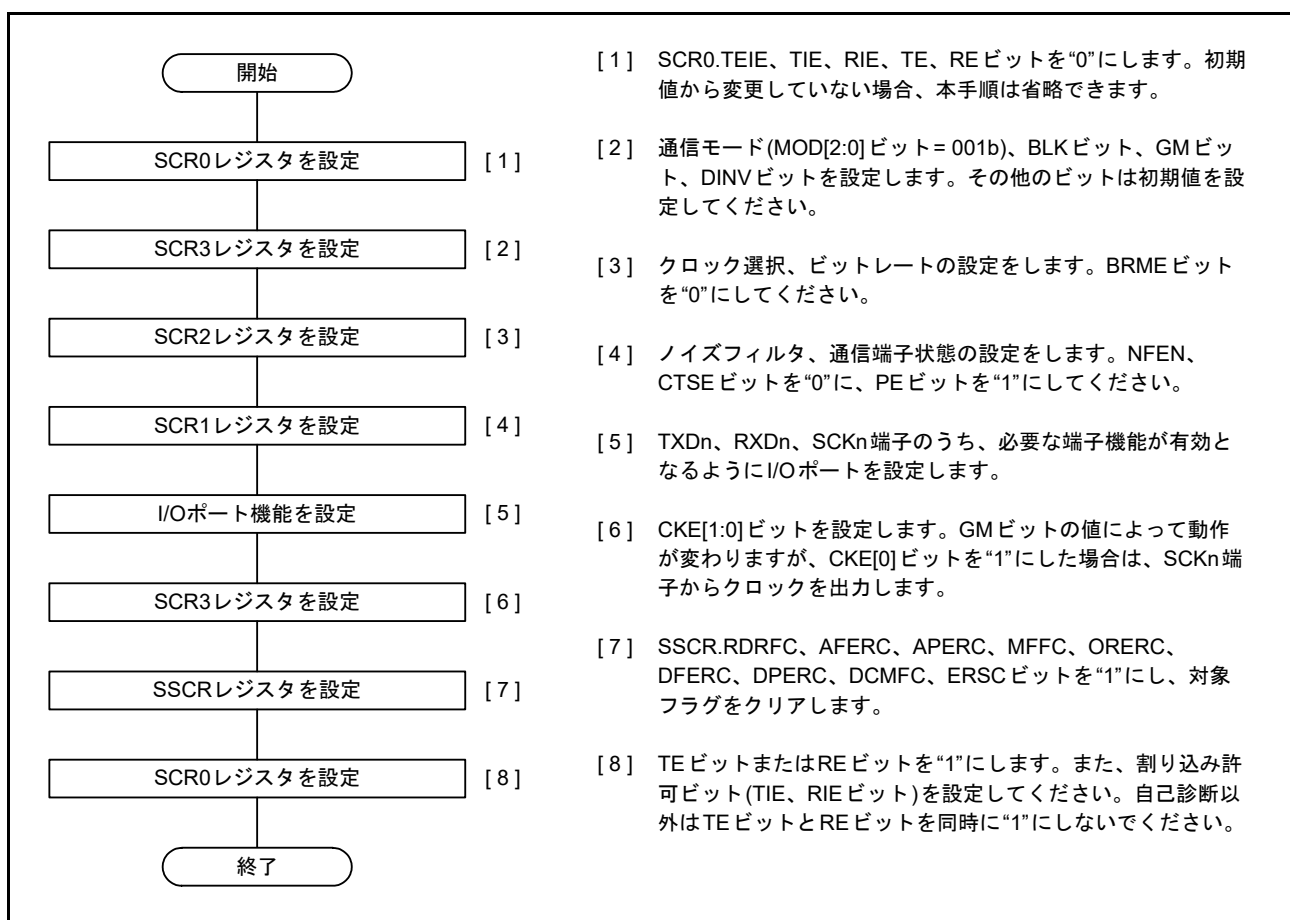 開始
SCR0レジスタを設定 [1]
SCR3レジスタを設定 [2]
SCR2レジスタを設定 [3]
SCR1レジスタを設定 [4]
I/Oポート機能を設定 [5]
SCR3レジスタを設定 [6]
SSCRレジスタを設定 [7]
SCR0レジスタを設定 [8]
終了
[1] SCR0.TEIE、TIE、RIE、TE、REビットを“0”にします。初期
値から変更していない場合、本手順は省略できます。
[2] 通信モード(MOD[2:0]ビット= 001b)、BLKビット、GMビッ
ト、DINVビットを設定します。その他のビットは初期値を設
定してください。
[3] クロック選択、ビットレートの設定をします。BRMEビット
を“0”にしてください。
[4] ノイズフィルタ、通信端子状態の設定をします。NFEN、
CTSEビットを“0”に、PEビットを“1”にしてください。
[5] TXDn、RXDn、SCKn端子のうち、必要な端子機能が有効と
なるようにI/Oポートを設定します。
[6] CKE[1:0]ビットを設定します。GMビットの値によって動作
が変わりますが、CKE[0]ビットを“1”にした場合は、SCKn端
子からクロックを出力します。
[7] SSCR.RDRFC、AFERC、APERC、MFFC、ORERC、
DFERC、DPERC、DCMFC、ERSCビットを“1”にし、対象
フラグをクリアします。
[8] TEビットまたはREビットを“1”にします。また、割り込み許
可ビット(TIE、RIEビット)を設定してください。自己診断以
外はTEビットとREビットを同時に“1”にしないでください。